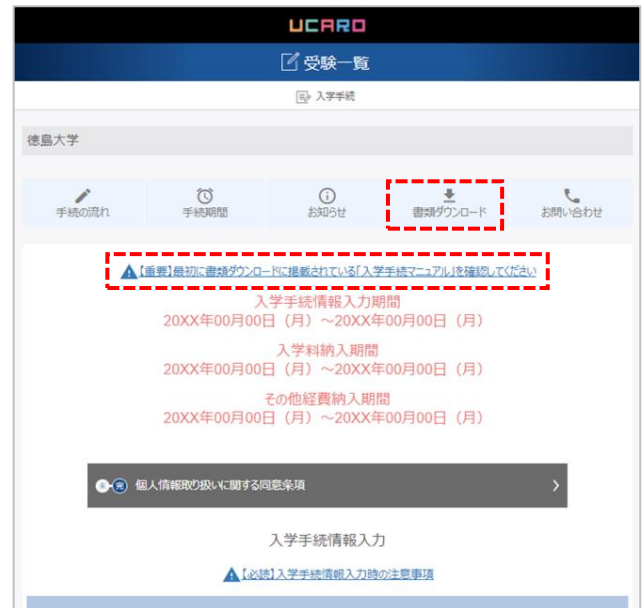 UCARO
受験一覧
入学手続
徳島大学
手続の流れ
手続期間
お知らせ
書類ダウンロード
お問い合わせ
【重要】最初に書類ダウンロードに掲載されている「入学手続マニュアル」を確認してください
入学手続情報入力期間
20XX年00月00日（月）～20XX年00月00日（月）
入学料納入期間
20XX年00月00日（月）～20XX年00月00日（月）
その他経費納入期間
20XX年00月00日（月）～20XX年00月00日（月）
個人情報取り扱いに関する同意条項
入学手続情報入力
【必読】入学手続情報入力時の注意事項